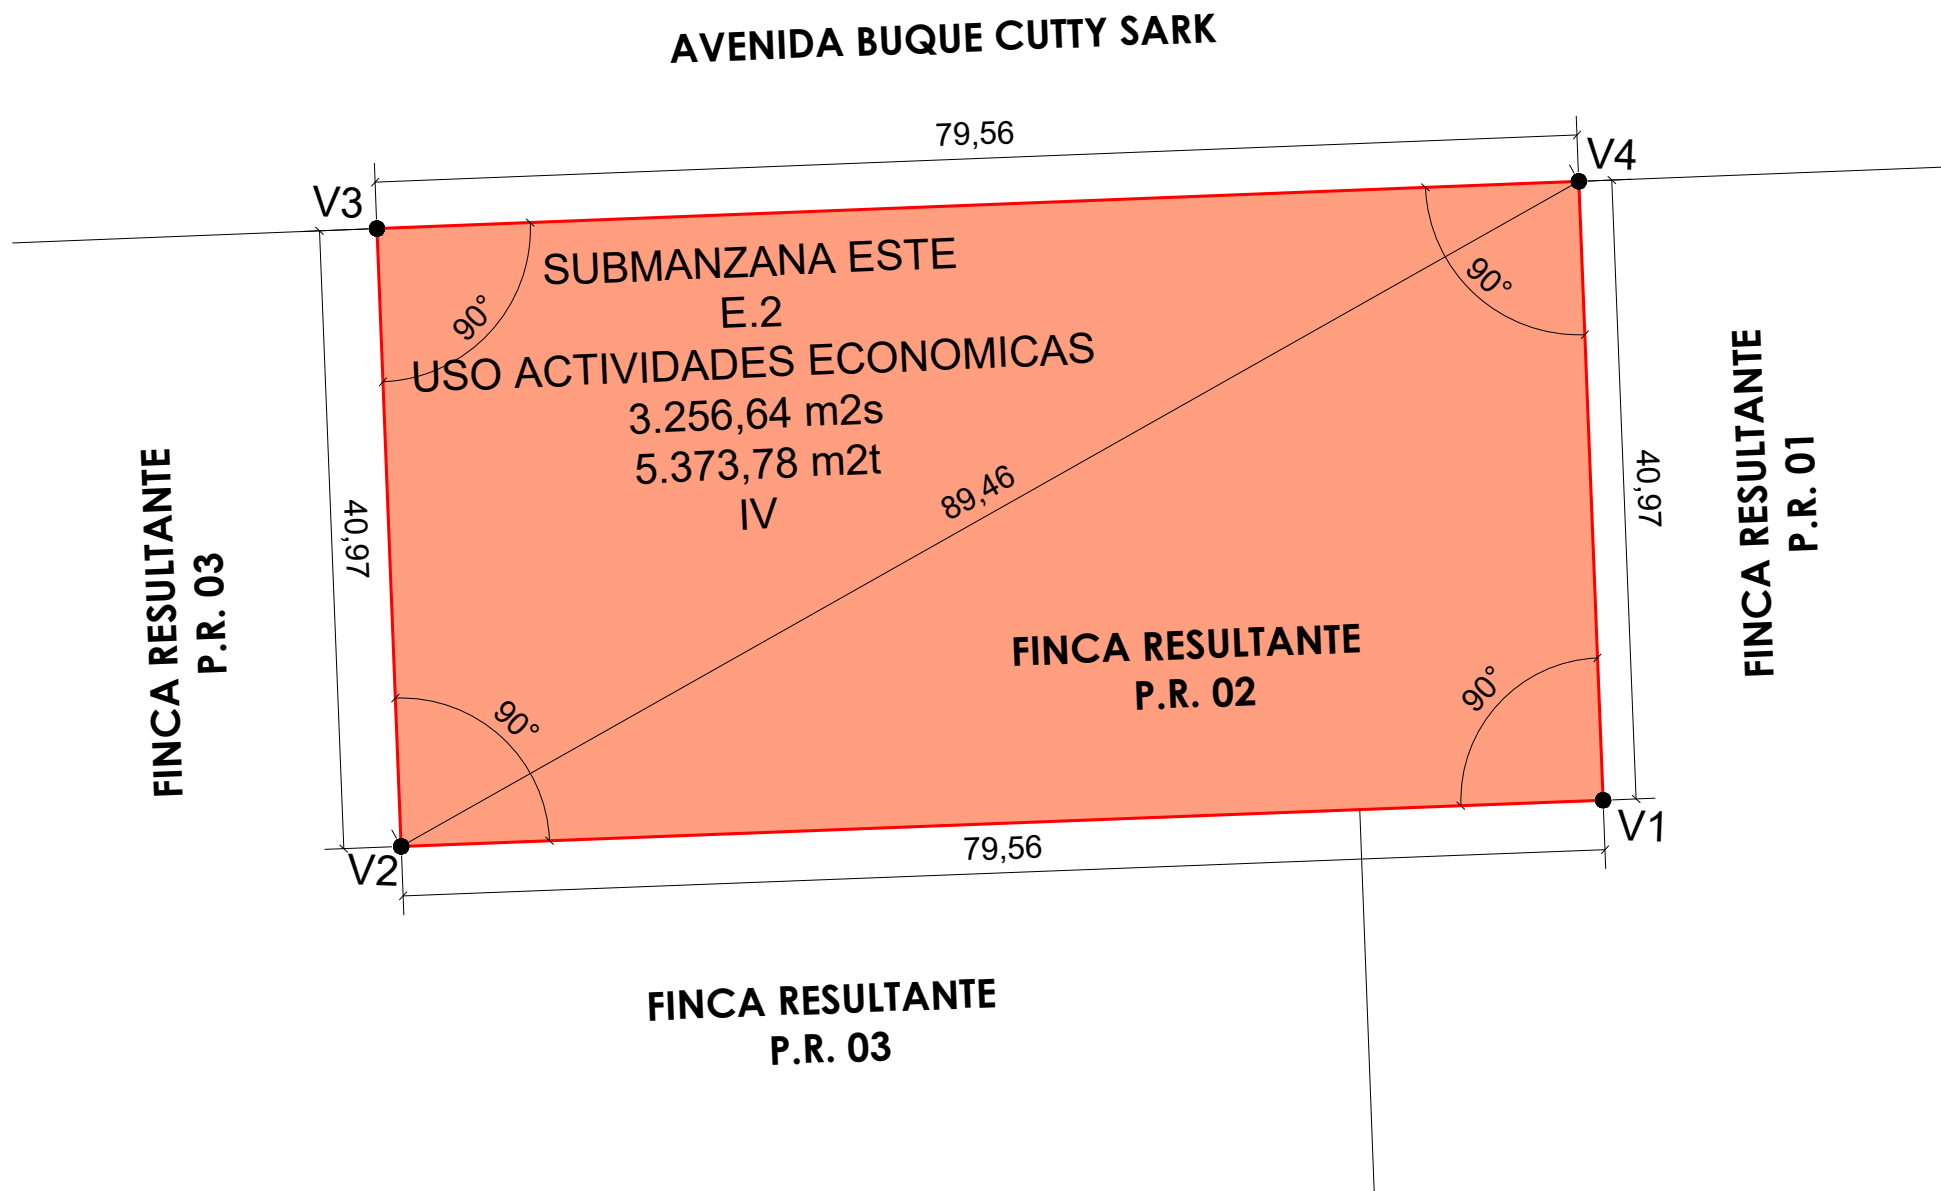 AVENIDA BUQUE CUTTY SARK
79,56
V4
V3
SUBMANZANA ESTE
E.2
USO ACTIVIDADES ECONOMICAS
3.256,64 m2s
5.373,78 m2t
IV
90°
90°
89,46
40,97
40,97
FINCA RESULTANTE
P.R. 03
FINCA RESULTANTE
P.R. 01
FINCA RESULTANTE
P.R. 02
90°
90°
V2
79,56
V1
FINCA RESULTANTE
P.R. 03